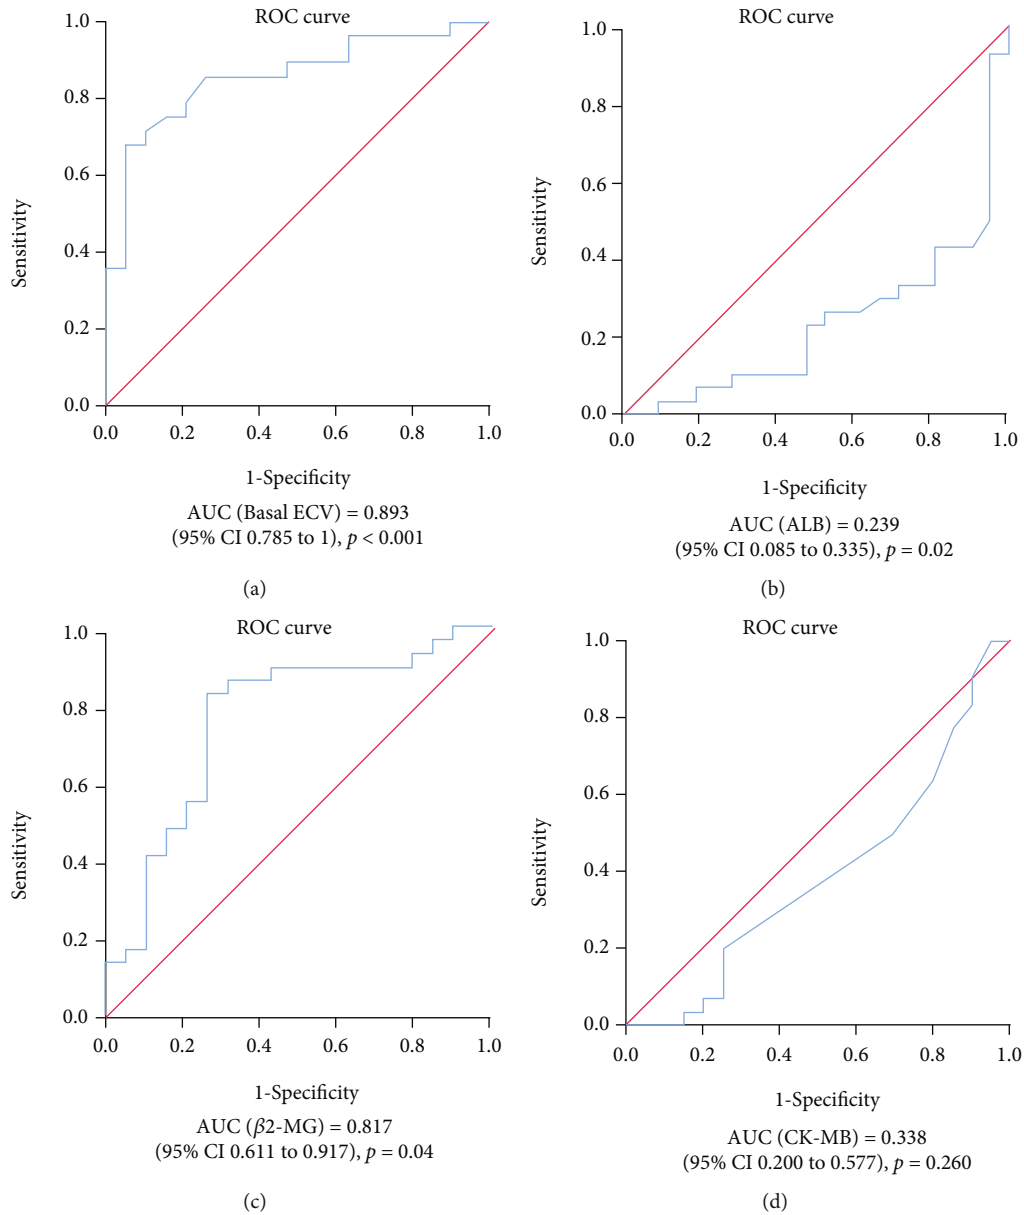 ROC curve
1.0
0.8
0.6
0.4
0.2
0.0
Sensitivity
0.0 0.2 0.4 0.6 0.8 1.0
1-Specificity
AUC (Basal ECV) = 0.893
(95% CI 0.785 to 1), p < 0.001
(a)
ROC curve
1.0
0.8
0.6
0.4
0.2
0.0
Sensitivity
0.0 0.2 0.4 0.6 0.8 1.0
1-Specificity
AUC (ALB) = 0.239
(95% CI 0.085 to 0.335), p = 0.02
(b)
ROC curve
1.0
0.8
0.6
0.4
0.2
0.0
Sensitivity
0.0 0.2 0.4 0.6 0.8 1.0
1-Specificity
AUC (β2-MG) = 0.817
(95% CI 0.611 to 0.917), p = 0.04
(c)
ROC curve
1.0
0.8
0.6
0.4
0.2
0.0
Sensitivity
0.0 0.2 0.4 0.6 0.8 1.0
1-Specificity
AUC (CK-MB) = 0.338
(95% CI 0.200 to 0.577), p = 0.260
(d)